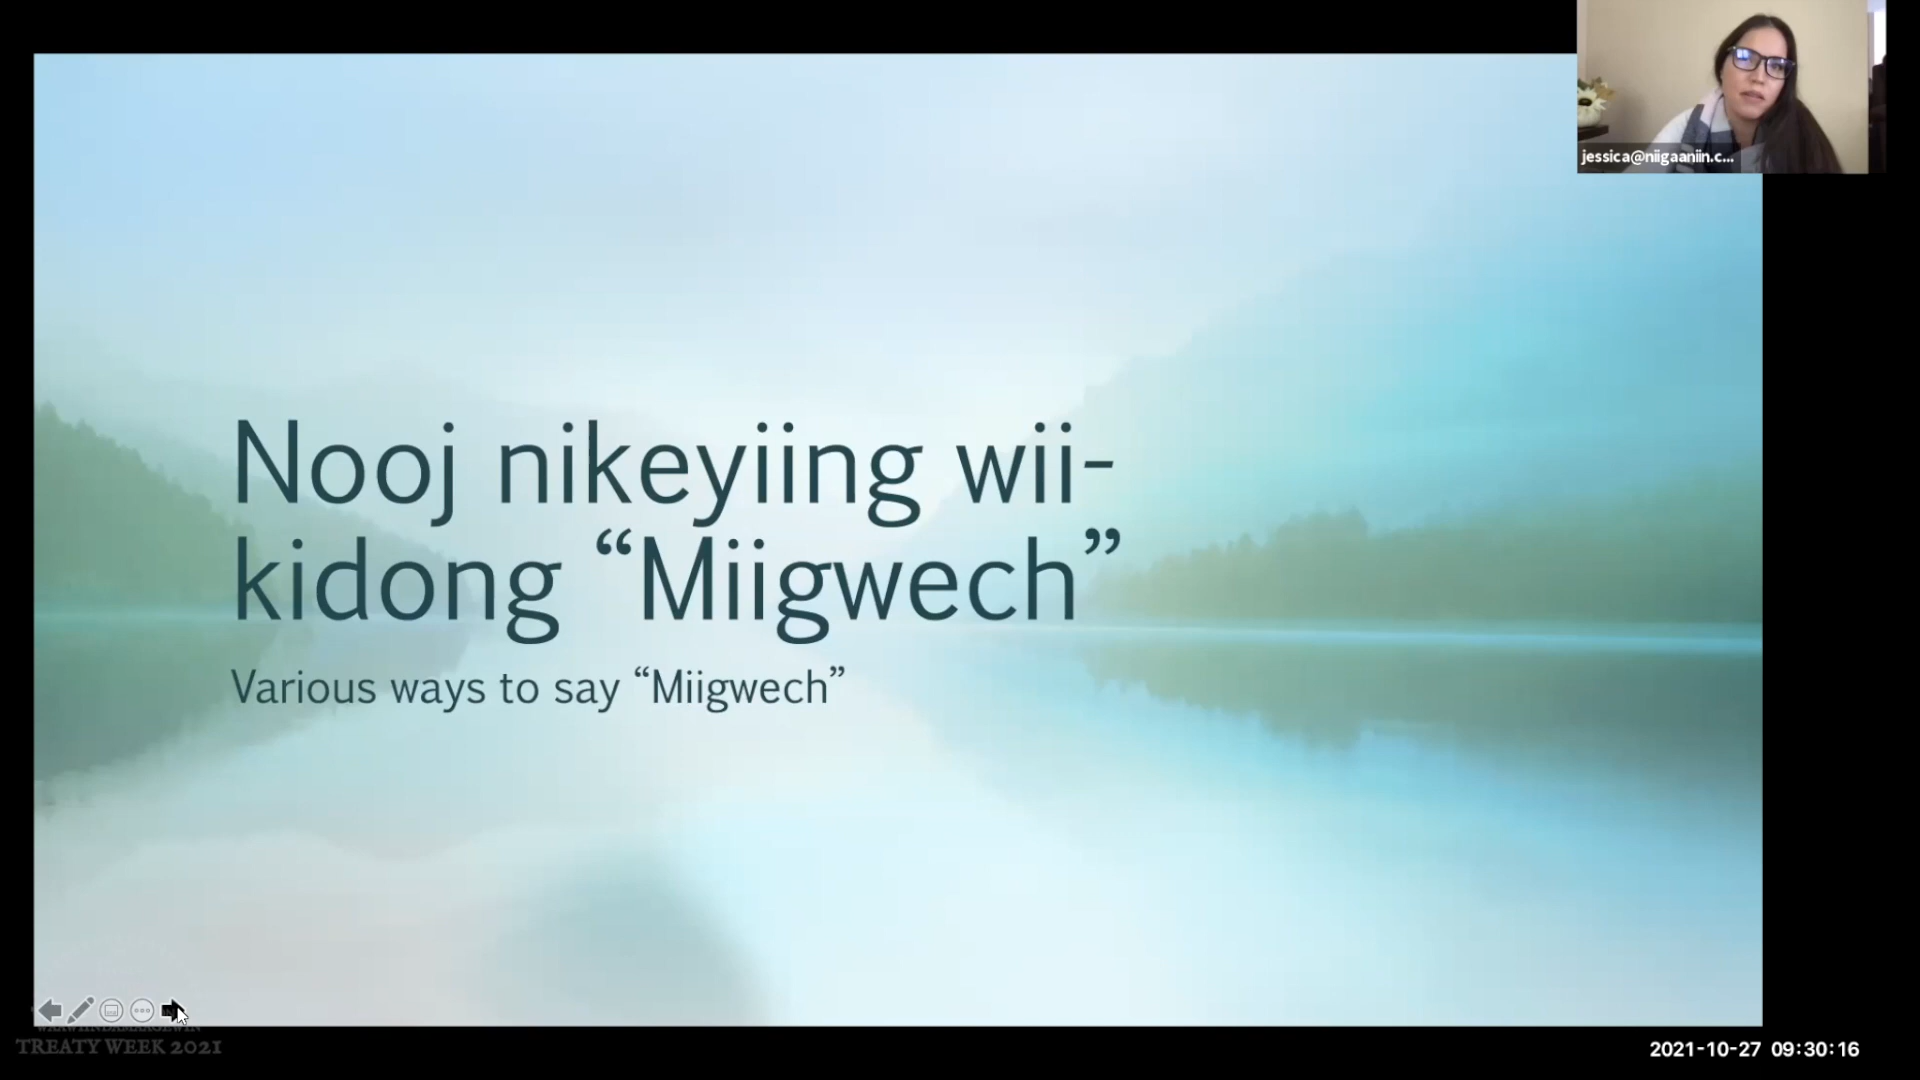 jessica@niigaaniin.c...
Nooj nikeyiing wii-
kidong “Miigwech”
Various ways to say “Miigwech”
TREATY WEEK 2021
2021-10-27 09:30:16